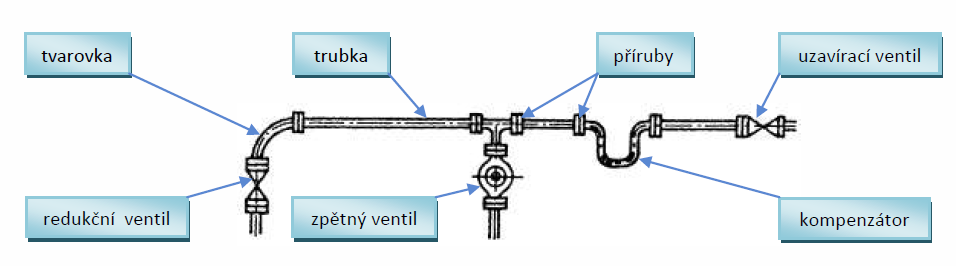 tvarovka
trubka
příruby
uzavírací ventil
redukční ventil
zpětný ventil
kompenzátor